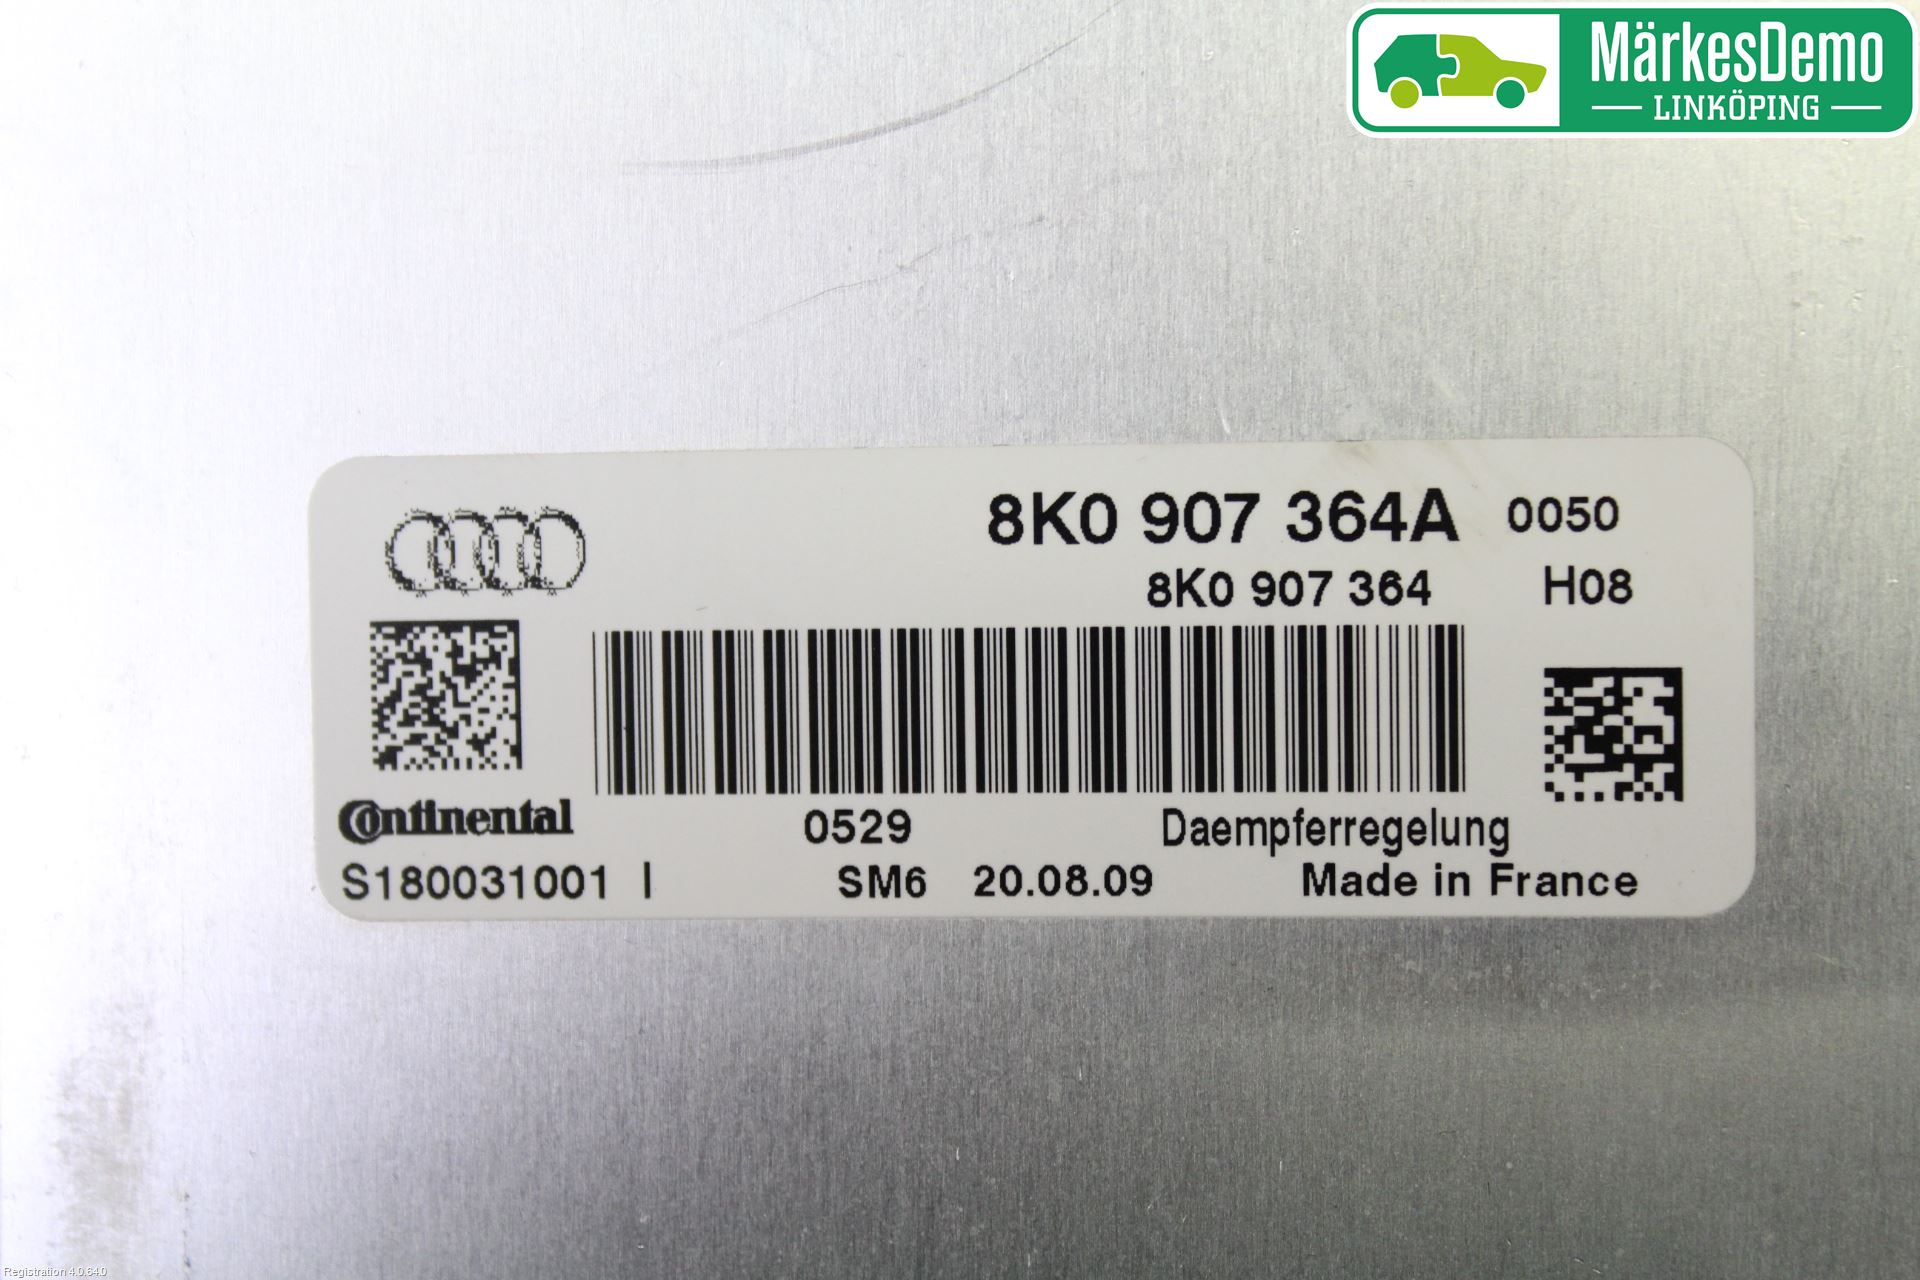 MärkesDemo
LINKÖPING
8K0 907 364A 0050
8K0 907 364 H08
Continental 0529 Daempferregelung
S180031001 I SM6 20.08.09 Made in France
Registration 4.0.64.0